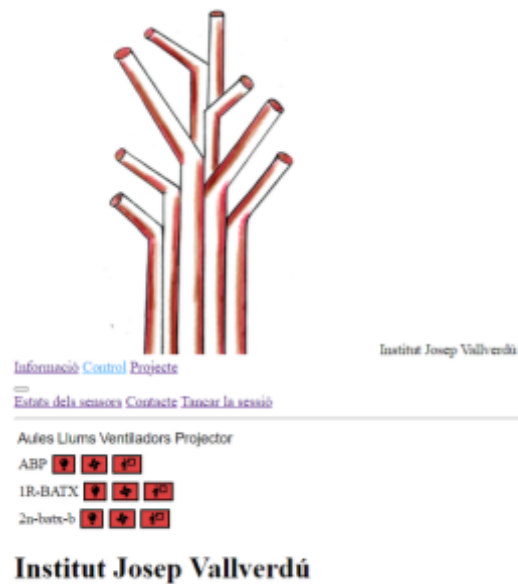 Institut Josep Vallverdú
Informació Control Projecte
Estats dels sensors Contacte Tancar la sessió
Aules Llums Ventiladors Projector
ABP
1R-BATX
2n-batx-b
Institut Josep Vallverdú